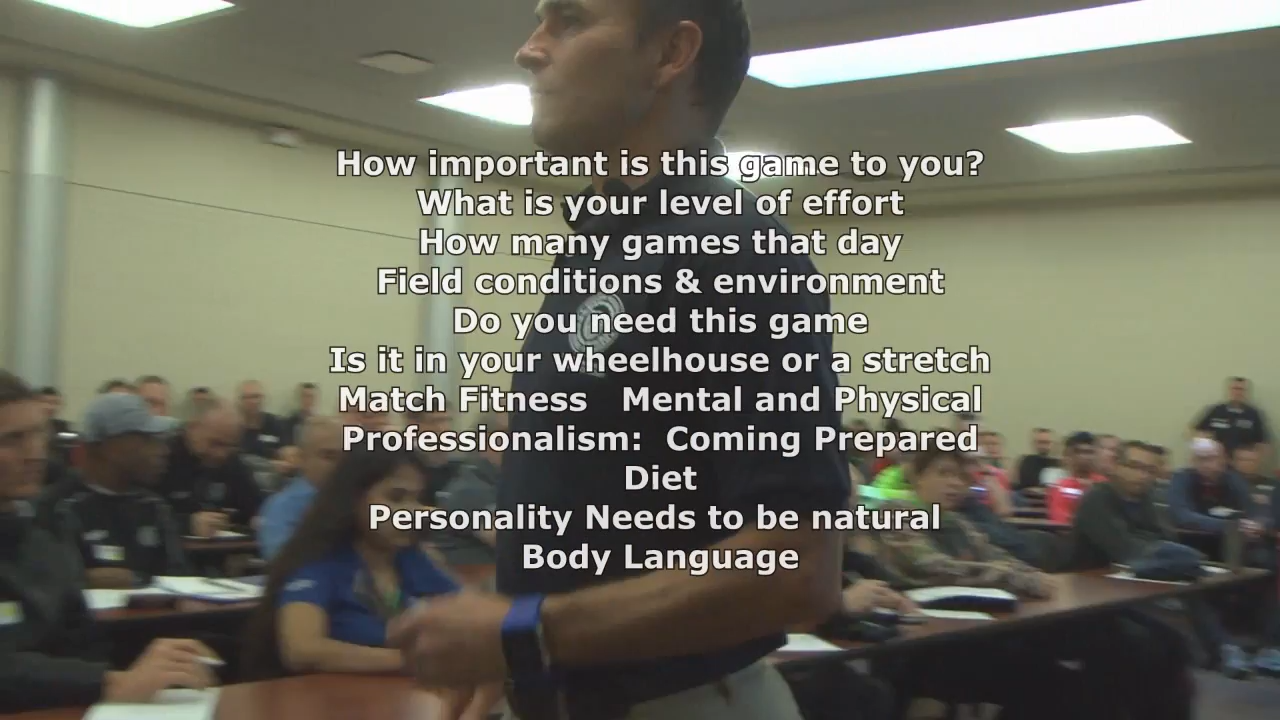 How important is this game to you?
What is your level of effort
How many games that day
Field conditions & environment
Do you need this game
Is it in your wheelhouse or a stretch
Match Fitness   Mental and Physical
Professionalism:  Coming Prepared
Diet
Personality Needs to be natural
Body Language